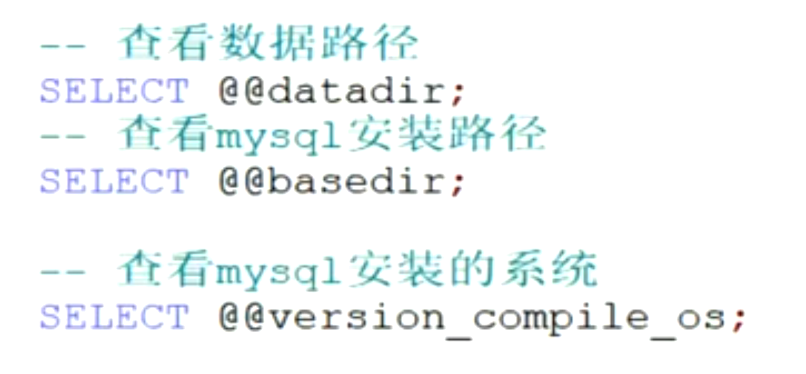 -- 查看数据路径
SELECT @@datadir;
-- 查看mysql安装路径
SELECT @@basedir;
-- 查看mysql安装的系统
SELECT @@version_compile_os;